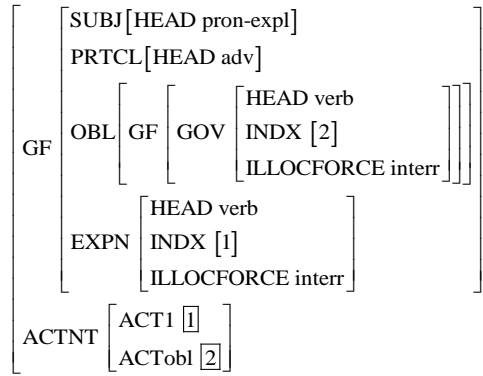 SUBJ[HEAD pron-expl]
PRTCL[HEAD adv]
HEAD verb
OBL[GF[GOV[INDX [2]
ILLOCFORCE interr]]]
GF
HEAD verb
EXPN[INDX [1]
ILLOCFORCE interr]
ACT1 [1]
ACTNT
ACTobl [2]